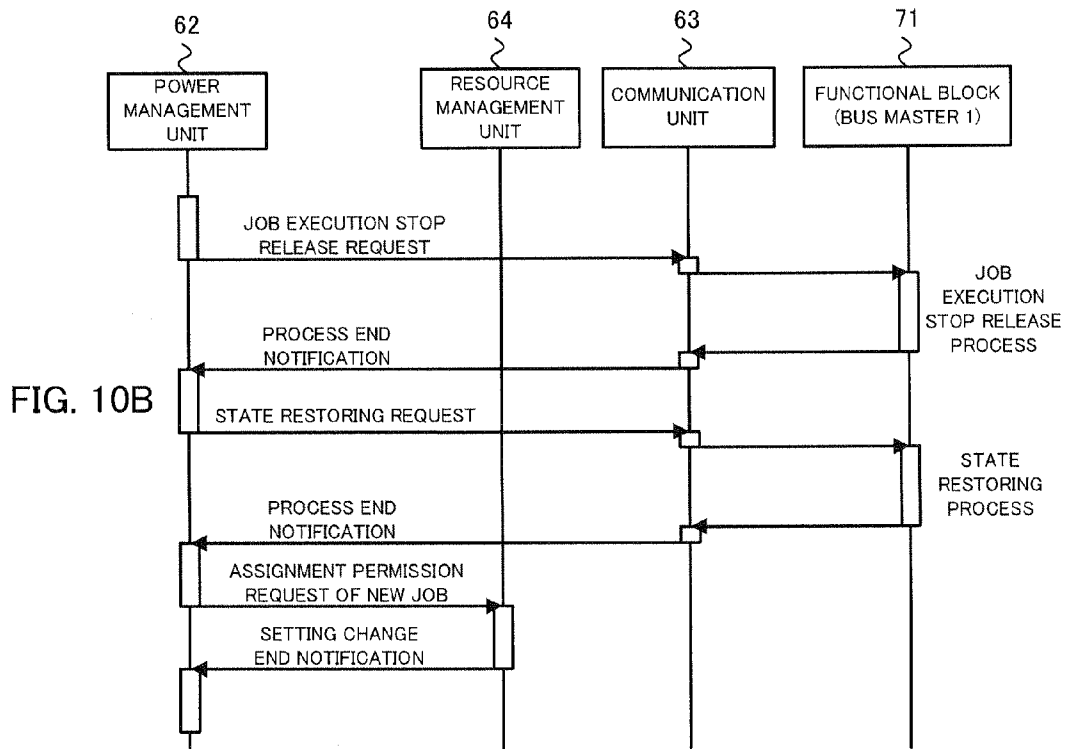 62
64
63
71
POWER
MANAGEMENT
UNIT
RESOURCE
MANAGEMENT
UNIT
COMMUNICATION
UNIT
FUNCTIONAL BLOCK
(BUS MASTER 1)
JOB EXECUTION STOP
RELEASE REQUEST
JOB
EXECUTION
STOP RELEASE
PROCESS
PROCESS END
NOTIFICATION
FIG. 10B
STATE RESTORING REQUEST
STATE
RESTORING
PROCESS
PROCESS END
NOTIFICATION
ASSIGNMENT PERMISSION
REQUEST OF NEW JOB
SETTING CHANGE
END NOTIFICATION